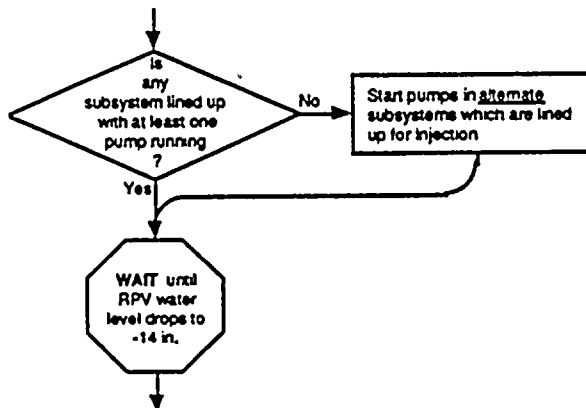 Is
any
subsystem lined up
with at least one
pump running
?
No
Start pumps in alternate
subsystems which are lined
up for Injection
Yes
WAIT until
RPV water
level drops to
-14 in.